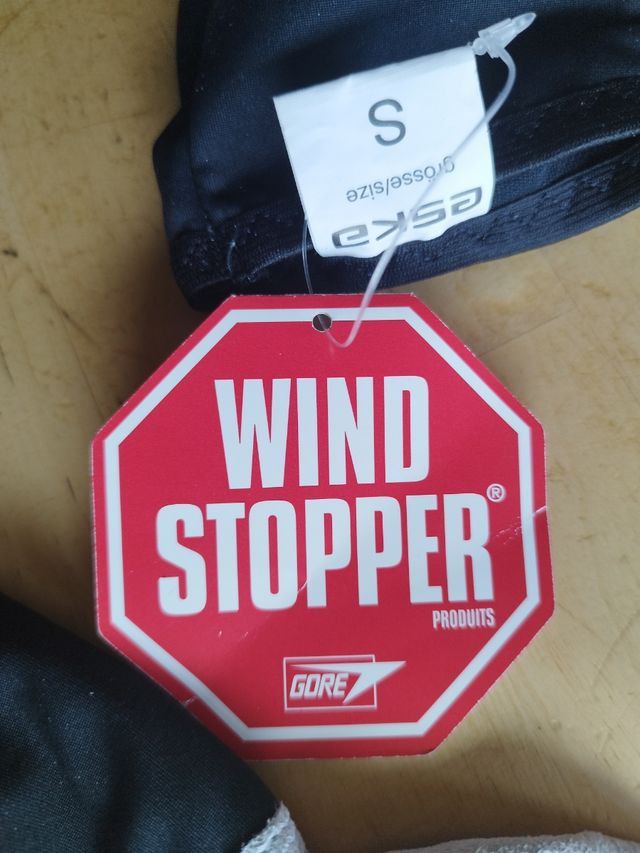 S
grösse/size
eska
WIND
STOPPER®
PRODUITS
GORE